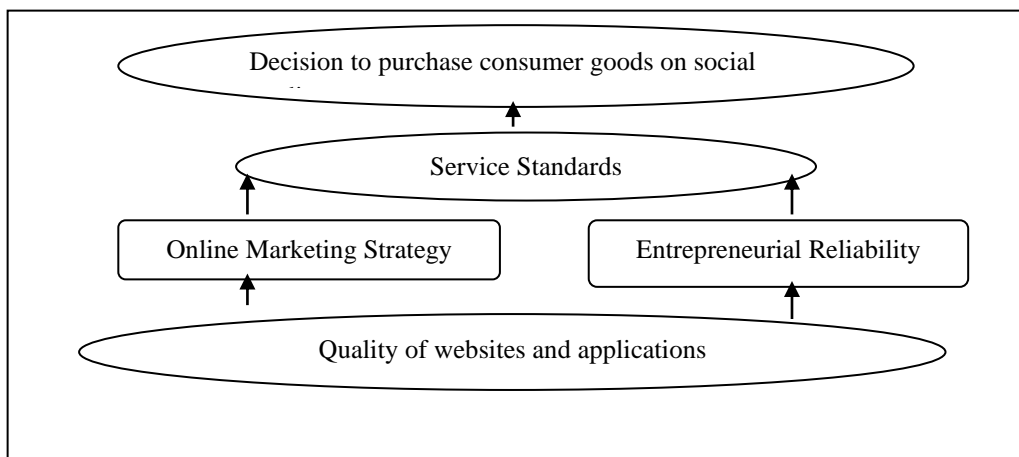 Decision to purchase consumer goods on social
Service Standards
Online Marketing Strategy
Entrepreneurial Reliability
Quality of websites and applications